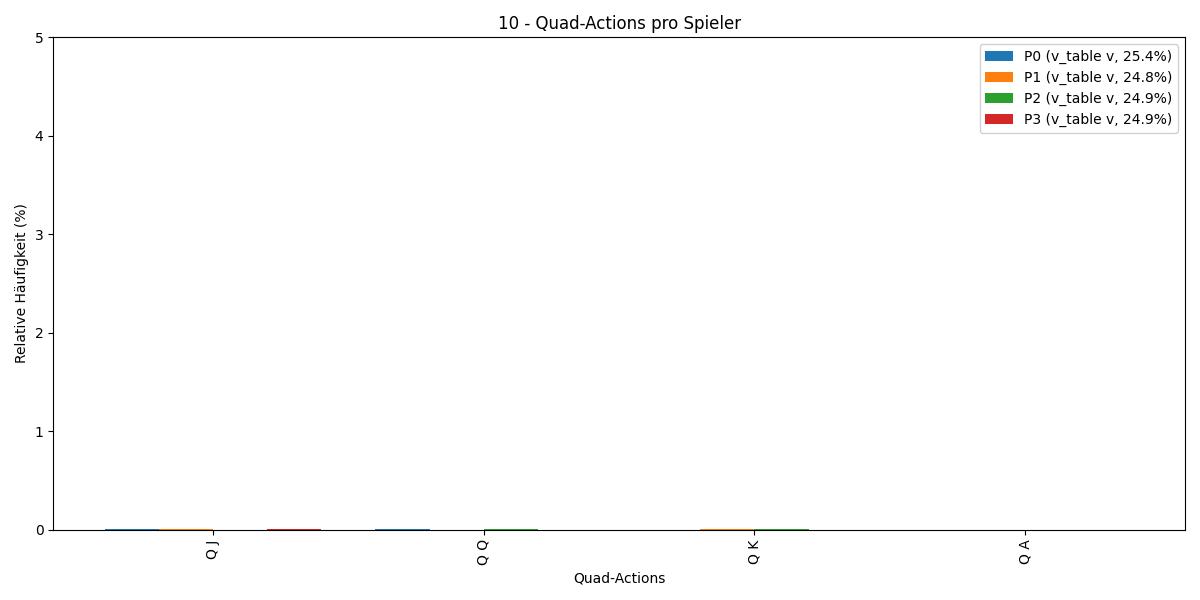 10 - Quad-Actions pro Spieler
P0 (v_table v, 25.4%)
P1 (v_table v, 24.8%)
P2 (v_table v, 24.9%)
P3 (v_table v, 24.9%)
Relative Häufigkeit (%)
5
4
3
2
1
0
Q J
Q Q
Q K
Q A
Quad-Actions